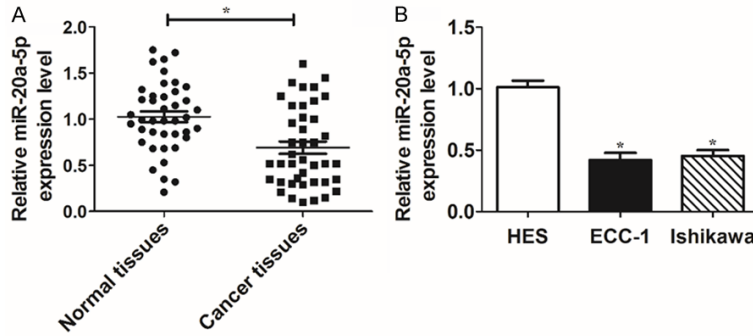 A
*
Relative miR-20a-5p
expression level
2.0
1.5
1.0
0.5
0.0
Normal tissues
Cancer tissues
B
Relative miR-20a-5p
expression level
1.5
1.0
0.5
0.0
*
*
HES
ECC-1
Ishikawa